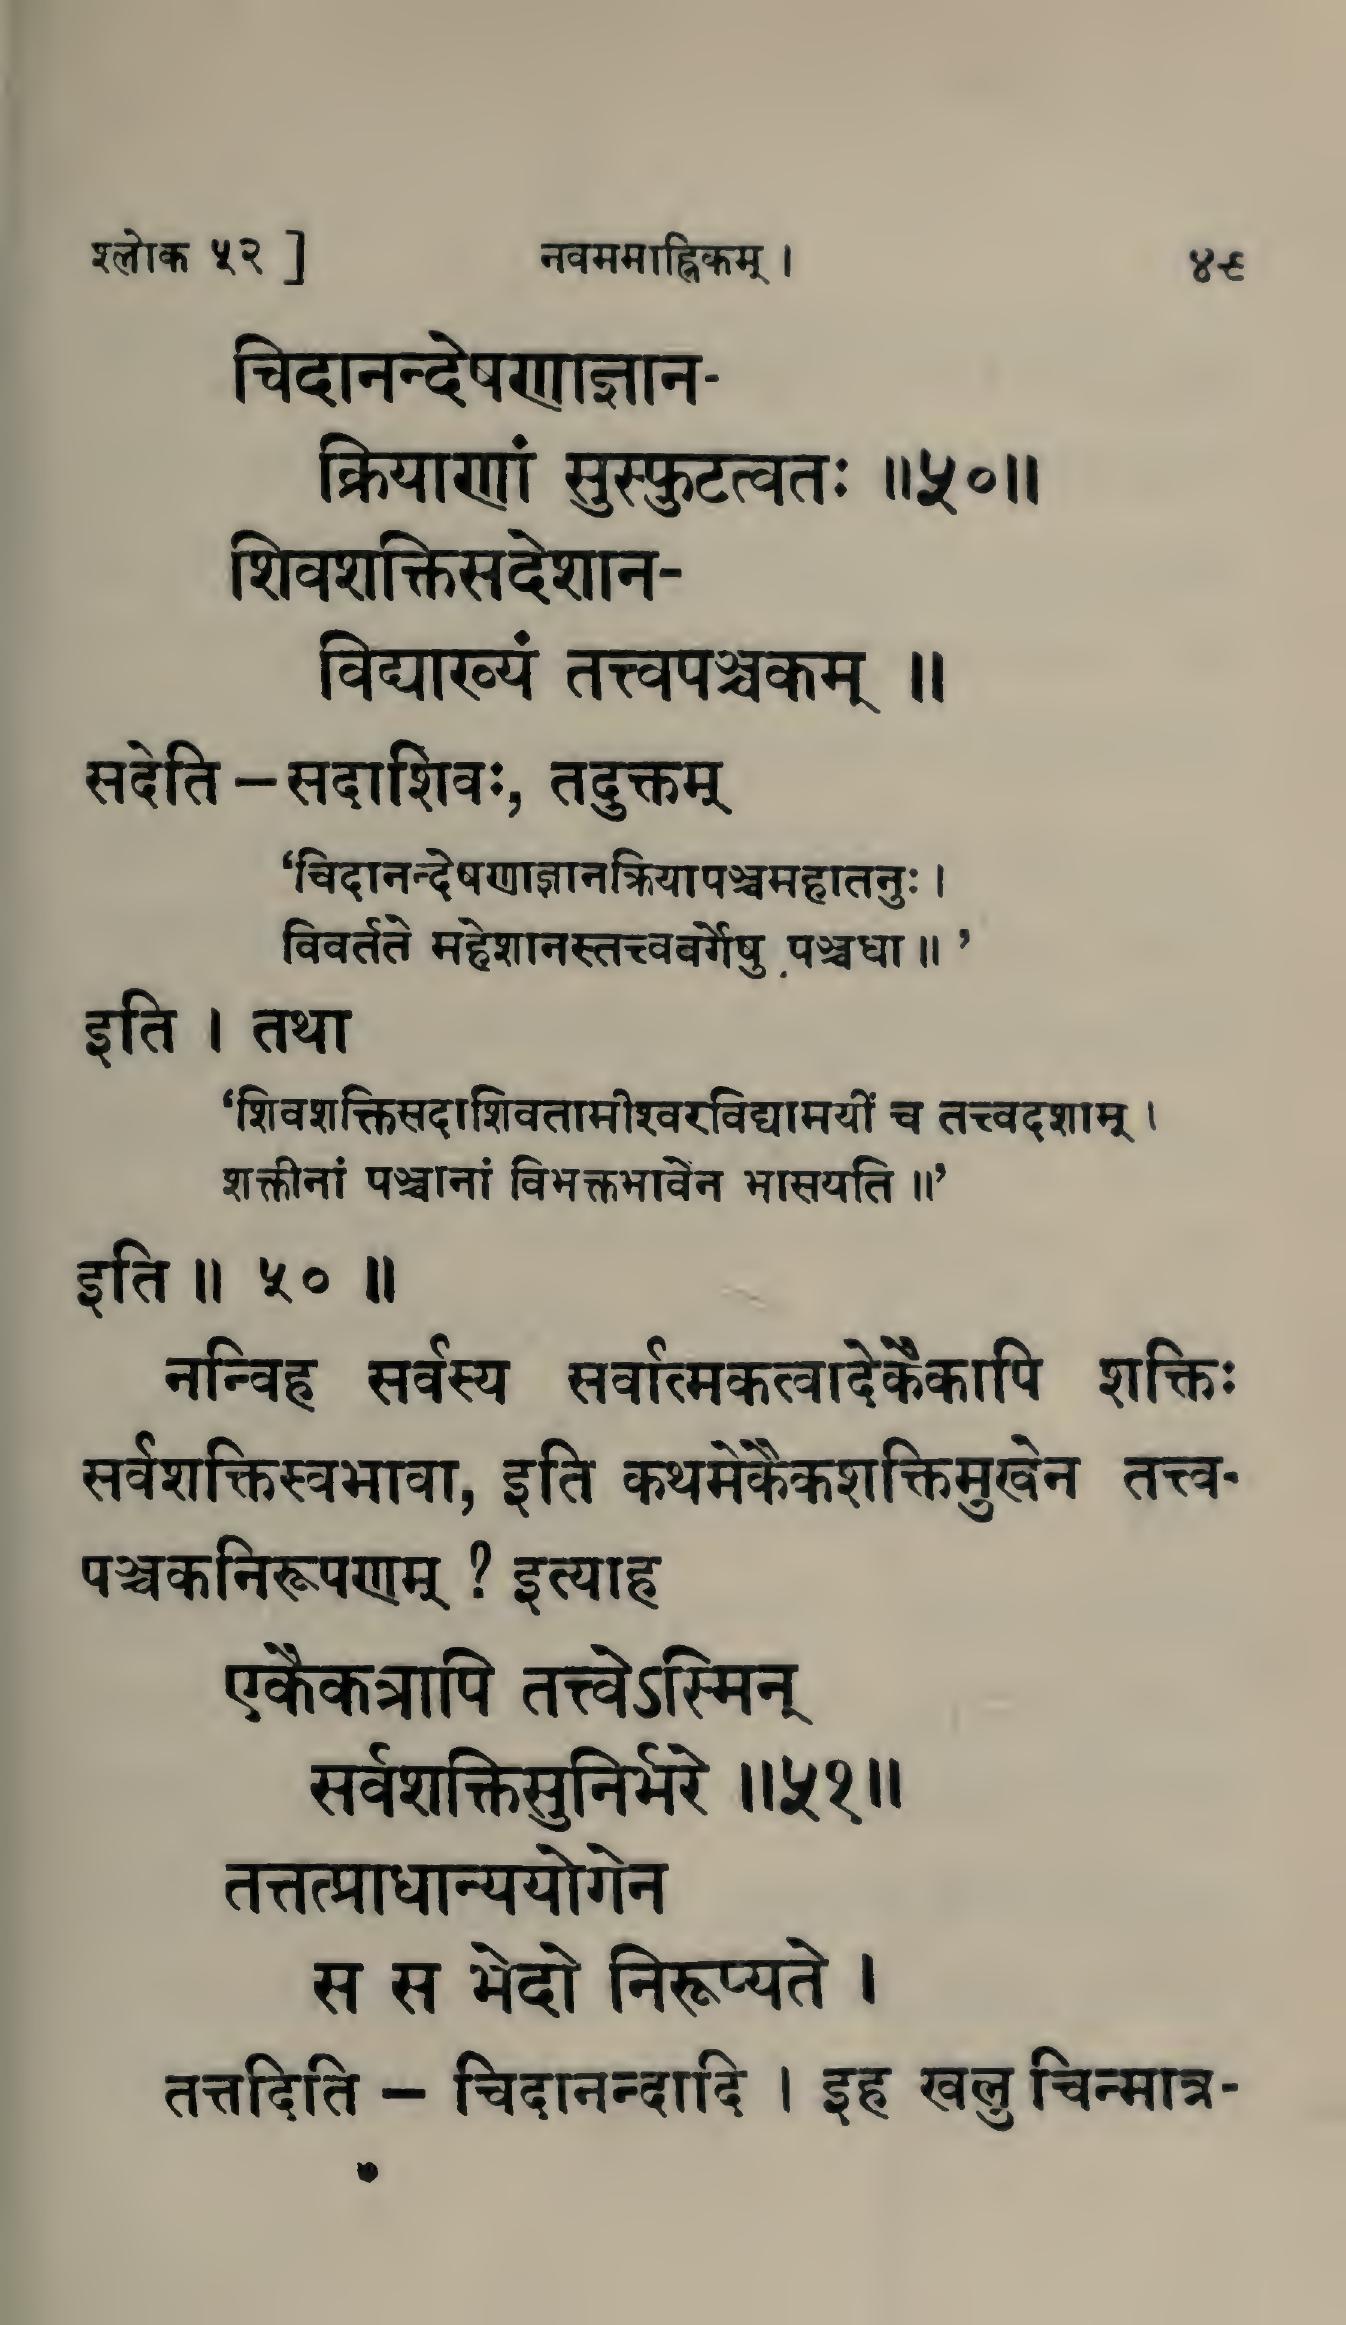 श्लोक ५२ ] नवममाह्निकम् । ४९
चिदानन्देषणाज्ञान-
क्रियाणां सुस्फुटत्वतः ॥५०॥
शिवशक्तिसदेशान-
विद्याख्यं तत्त्वपञ्चकम् ॥
सदेति – सदाशिवः, तदुक्तम्
‘चिदानन्देषणाज्ञानक्रियापञ्चमहातनुः ।
विवर्तते महेशानस्तत्त्ववर्गेषु पञ्चधा ॥ ’
इति । तथा
‘शिवशक्तिसदाशिवतामीश्वरविद्यामयीं च तत्त्वदशाम् ।
शक्तीनां पञ्चानां विभक्तभावेन भासयति ॥’
इति ॥ ५० ॥
नन्विह सर्वस्य सर्वात्मकत्वादेकैकापि शक्तिः
सर्वशक्तिस्वभावा, इति कथमेकैकशक्तिमुखेन तत्त्व-
पञ्चकनिरूपणम् ? इत्याह
एकैकत्रापि तत्त्वेऽस्मिन्
सर्वशक्तिसुनिर्भरे ॥५१॥
तत्तत्प्राधान्ययोगेन
स स भेदो निरूप्यते ।
तत्तदिति – चिदानन्दादि । इह खलु चिन्मात्र-
७